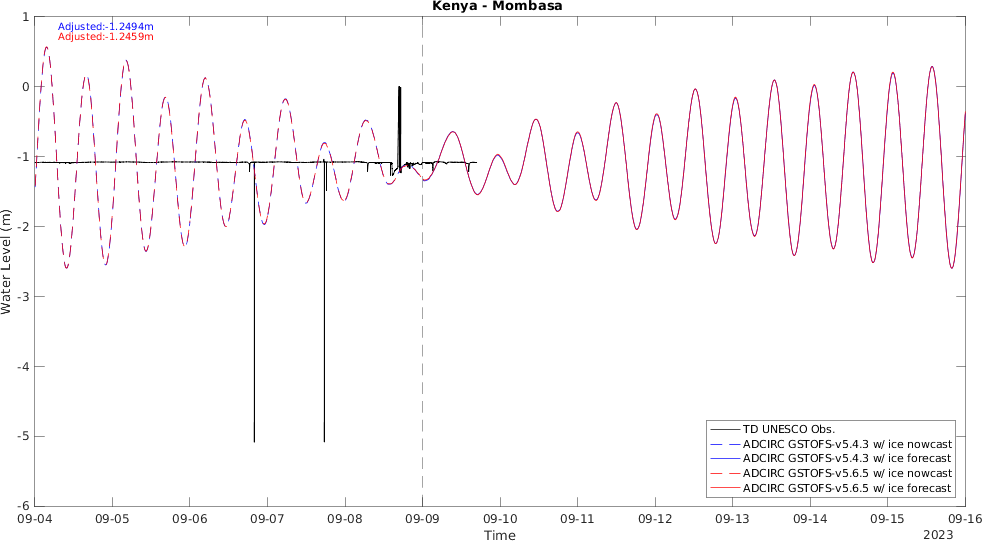 Kenya - Mombasa
Adjusted:-1.2494m
Adjusted:-1.2459m
1
0
-1
-2
-3
-4
-5
-6
Water Level (m)
TD UNESCO Obs.
ADCIRC GSTOFS-v5.4.3 w/ ice nowcast
ADCIRC GSTOFS-v5.4.3 w/ ice forecast
ADCIRC GSTOFS-v5.6.5 w/ ice nowcast
ADCIRC GSTOFS-v5.6.5 w/ ice forecast
09-04 09-05 09-06 09-07 09-08 09-09 09-10 09-11 09-12 09-13 09-14 09-15 09-16
Time
2023